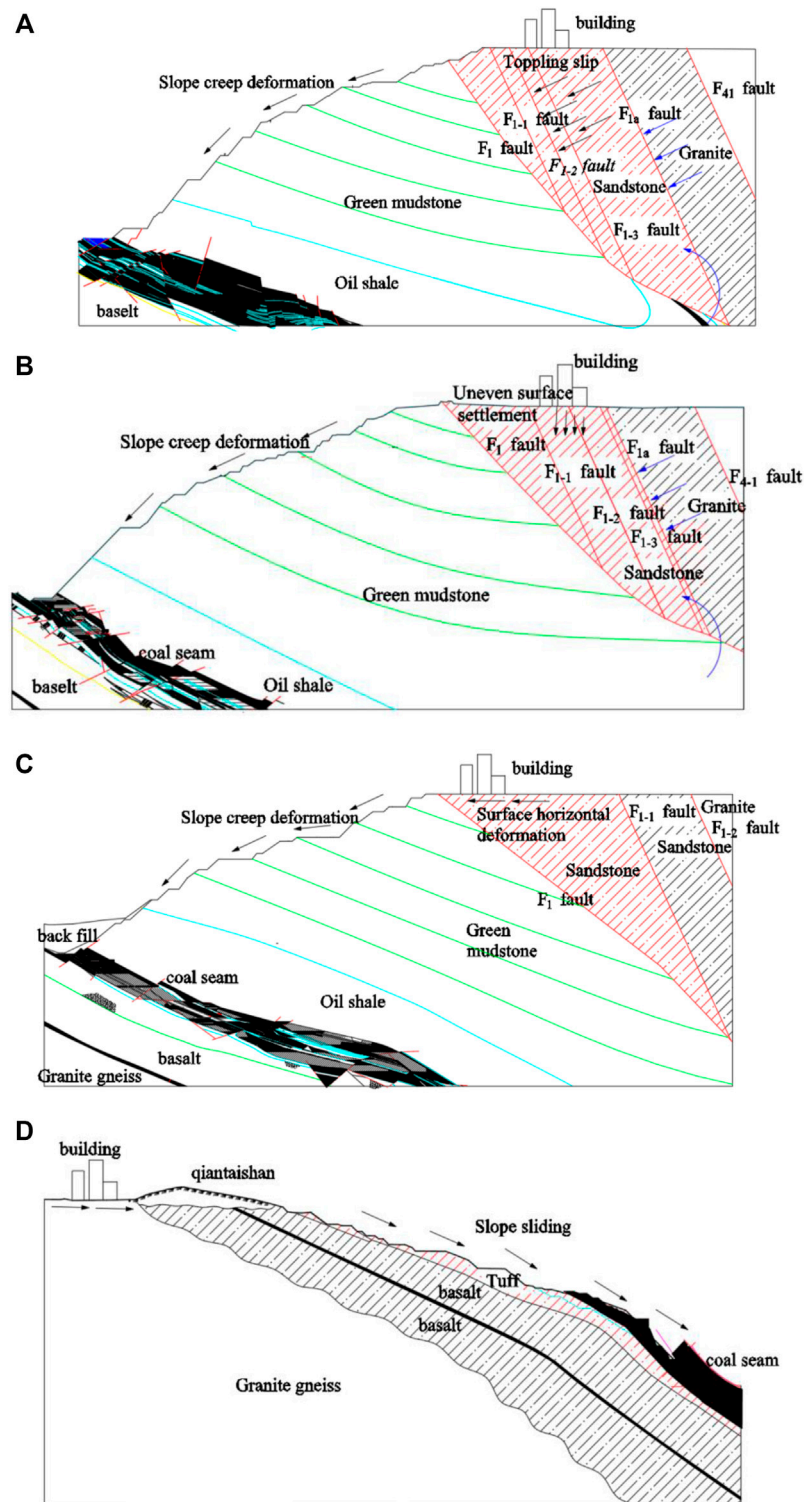 A
building
Toppling slip
Slope creep deformation
F41 fault
F1-1 fault
F1a fault
F1 fault
F1-2 fault
Granite
Sandstone
Green mudstone
F1-3 fault
Oil shale
baselt
B
building
Uneven surface
settlement
Slope creep deformation
F1 fault
F1a fault
F1-1 fault
F4-1 fault
Granite
F1-2 fault
F1-3 fault
Sandstone
Green mudstone
coal seam
baselt
Oil shale
C
building
Slope creep deformation
Surface horizontal
deformation
F1-1 fault
Granite
F1-2 fault
Sandstone
Sandstone
F1 fault
Green
mudstone
back fill
coal seam
Oil shale
basalt
Granite gneiss
D
building
qiantaishan
Slope sliding
Tuff
basalt
basalt
coal seam
Granite gneiss